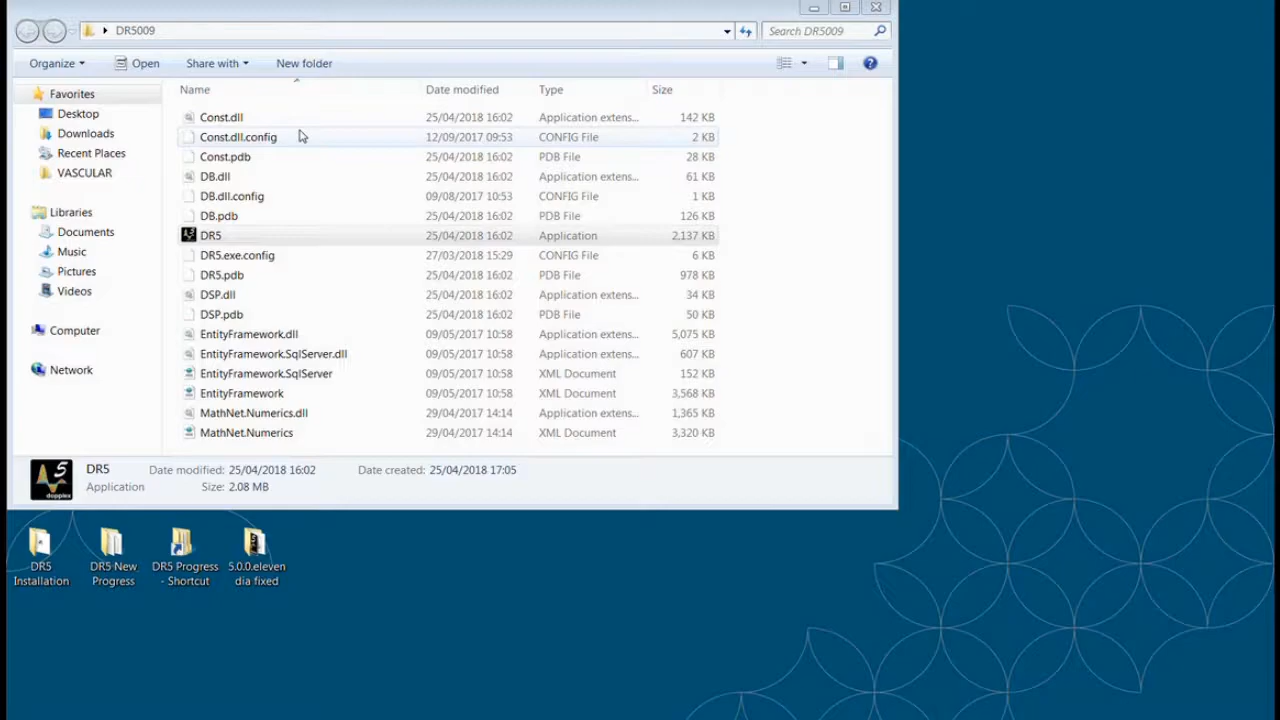 DR5009
Search DR5009
Organize Open Share with New folder
Name Date modified Type Size
Favorites
Desktop
Downloads
Recent Places
VASCULAR
Libraries
Documents
Music
Pictures
Videos
Computer
Network
Const.dll 25/04/2018 16:02 Application extens... 142 KB
Const.dll.config 12/09/2017 09:53 CONFIG File 2 KB
Const.pdb 25/04/2018 16:02 PDB File 28 KB
DB.dll 25/04/2018 16:02 Application extens... 61 KB
DB.dll.config 09/08/2017 10:53 CONFIG File 1 KB
DB.pdb 25/04/2018 16:02 PDB File 126 KB
DR5 25/04/2018 16:02 Application 2,137 KB
DR5.exe.config 27/03/2018 15:29 CONFIG File 6 KB
DR5.pdb 25/04/2018 16:02 PDB File 978 KB
DSP.dll 25/04/2018 16:02 Application extens... 34 KB
DSP.pdb 25/04/2018 16:02 PDB File 50 KB
EntityFramework.dll 09/05/2017 10:58 Application extens... 5,075 KB
EntityFramework.SqlServer.dll 09/05/2017 10:58 Application extens... 607 KB
EntityFramework.SqlServer 09/05/2017 10:58 XML Document 152 KB
EntityFramework 09/05/2017 10:58 XML Document 3,568 KB
MathNet.Numerics.dll 29/04/2017 14:14 Application extens... 1,365 KB
MathNet.Numerics 29/04/2017 14:14 XML Document 3,320 KB
5
dopplex
DR5 Date modified: 25/04/2018 16:02 Date created: 25/04/2018 17:05
Application Size: 2.08 MB
DR5
Installation
DR5 New
Progress
DR5 Progress
- Shortcut
5.0.0.eleven
dia fixed